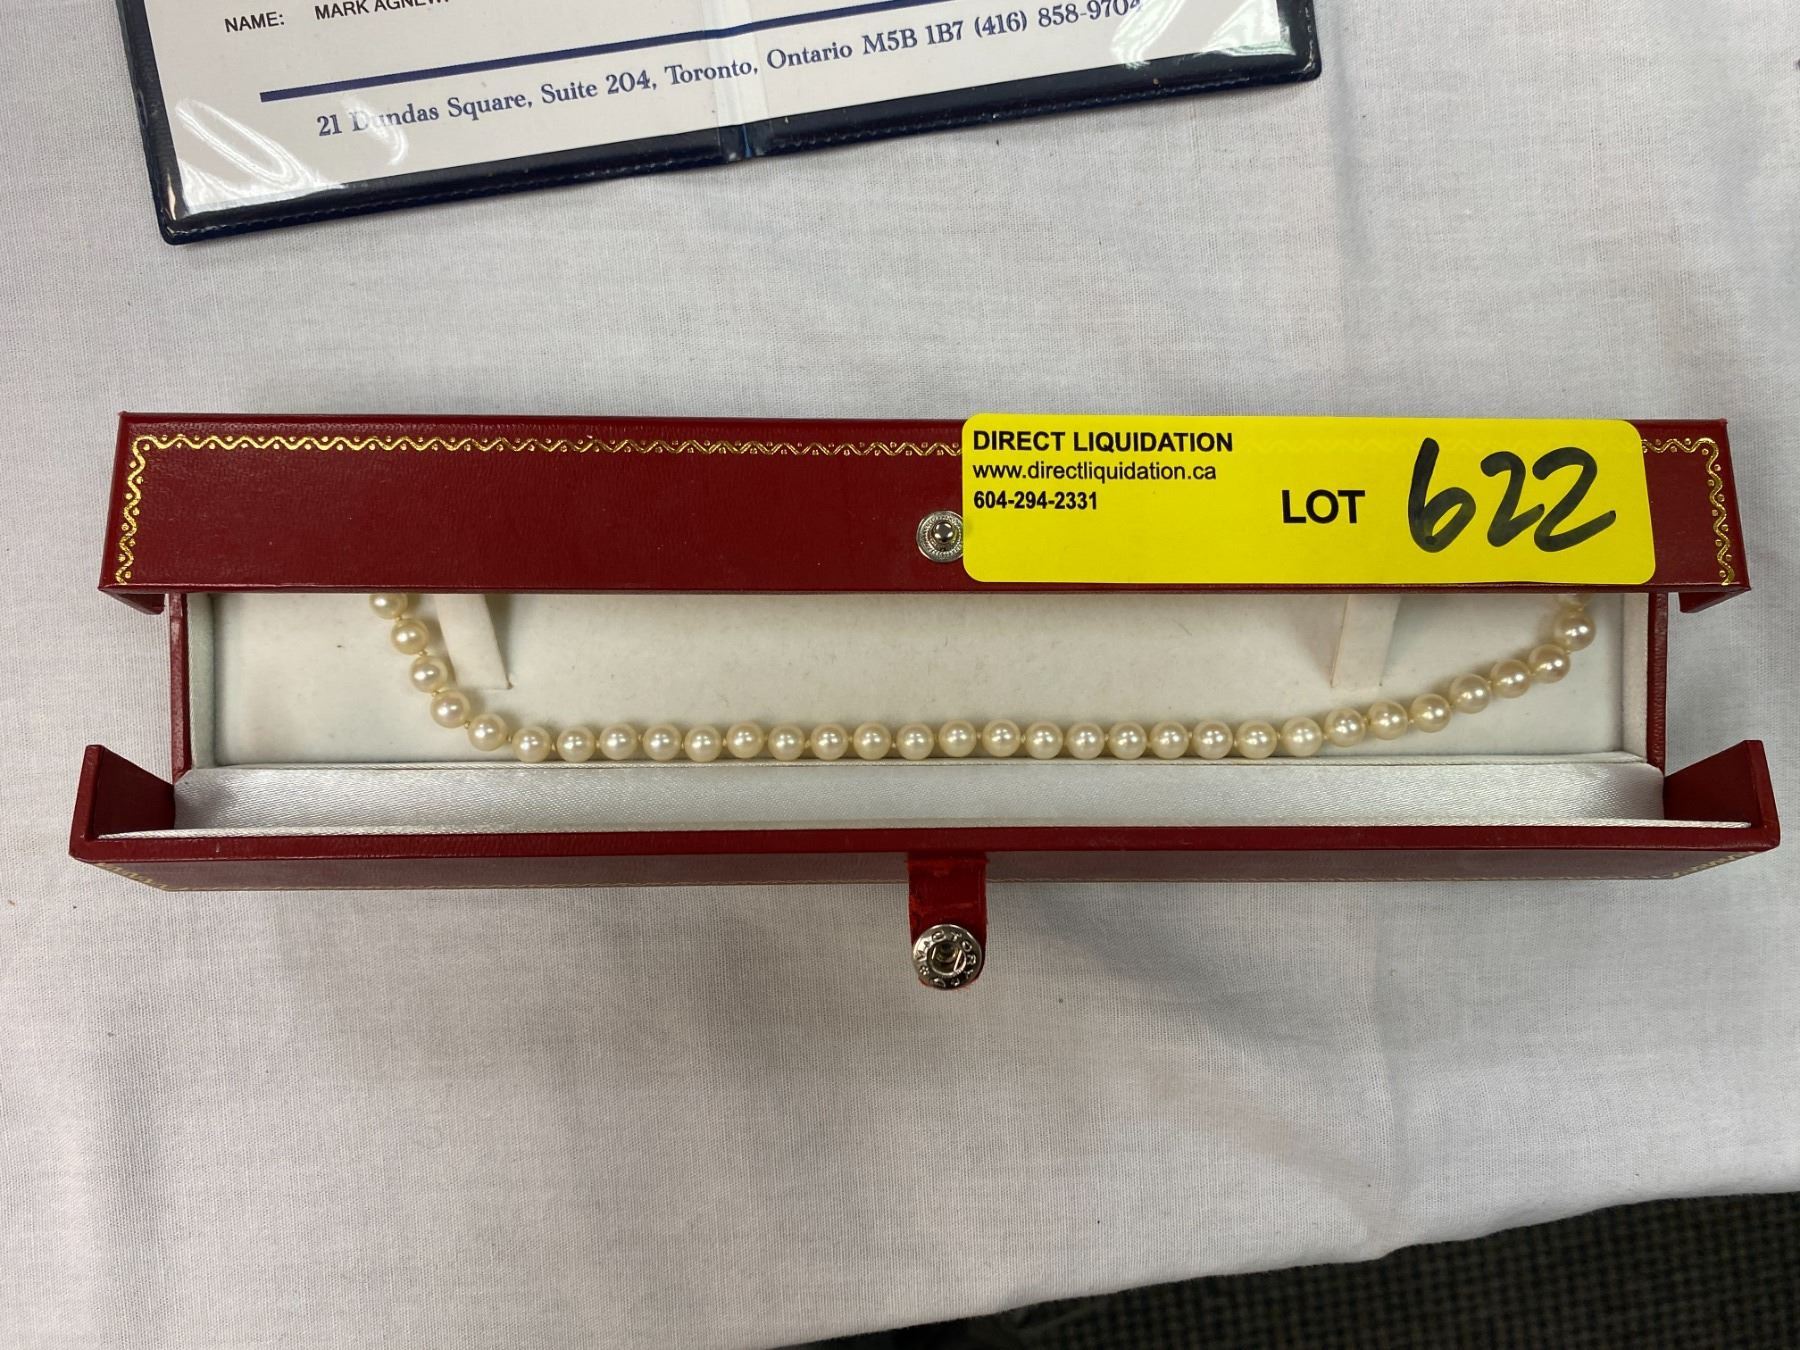 NAME: MARK AGNEW
21 Dundas Square, Suite 204, Toronto, Ontario M5B 1B7 (416) 858-9704
DIRECT LIQUIDATION
www.directliquidation.ca
604-294-2331
LOT 622